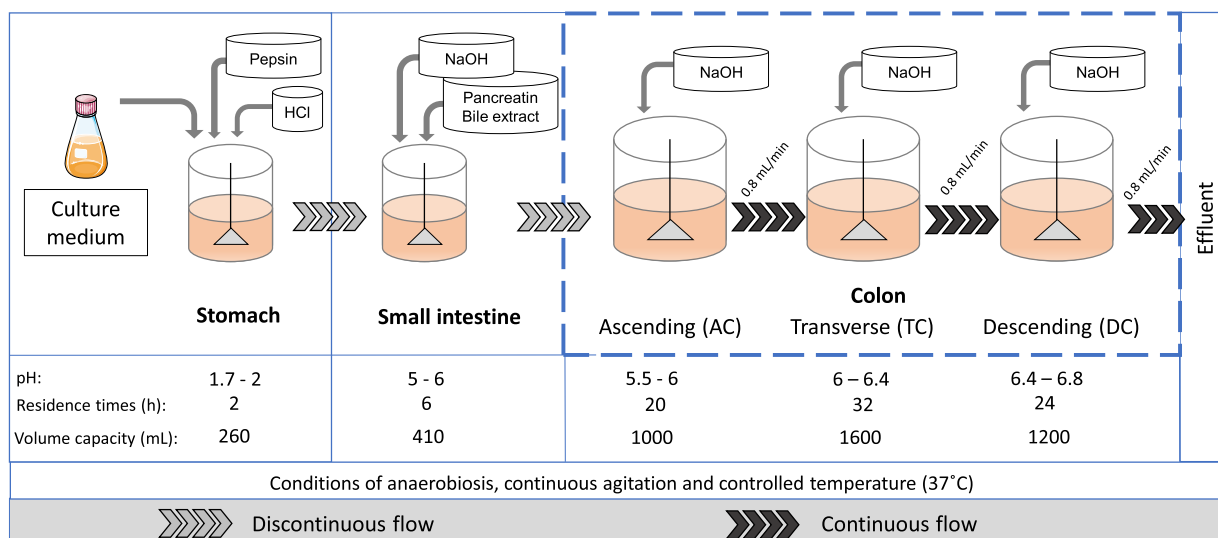 Pepsin
HCl
NaOH
Pancreatin
Bile extract
NaOH
NaOH
NaOH
0.8 mL/min
0.8 mL/min
0.8 mL/min
Culture
medium
Effluent
Stomach
Small intestine
Colon
Ascending (AC)
Transverse (TC)
Descending (DC)
pH: 1.7 - 2 5 - 6 5.5 - 6 6 – 6.4 6.4 – 6.8
Residence times (h): 2 6 20 32 24
Volume capacity (mL): 260 410 1000 1600 1200
Conditions of anaerobiosis, continuous agitation and controlled temperature (37˚C)
Discontinuous flow
Continuous flow